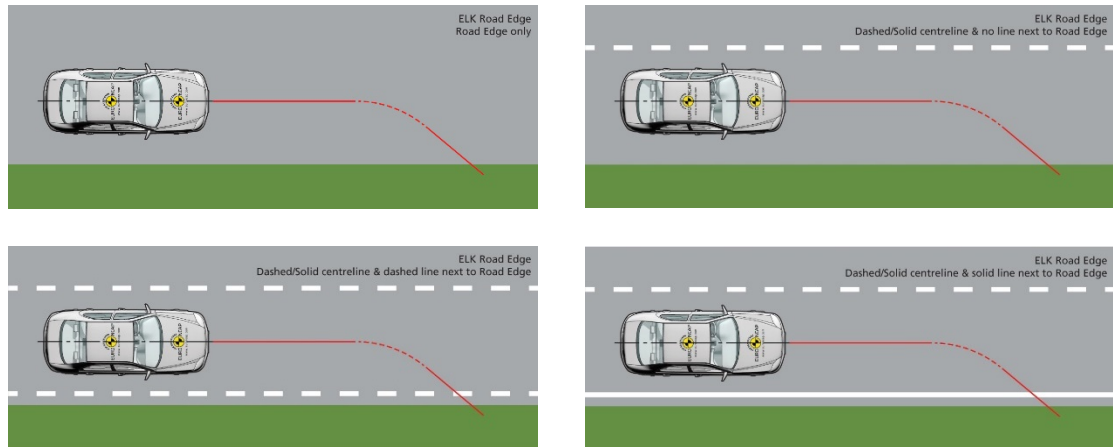 ELK Road Edge
Road Edge only
ELK Road Edge
Dashed/Solid centreline & no line next to Road Edge
ELK Road Edge
Dashed/Solid centreline & dashed line next to Road Edge
ELK Road Edge
Dashed/Solid centreline & solid line next to Road Edge